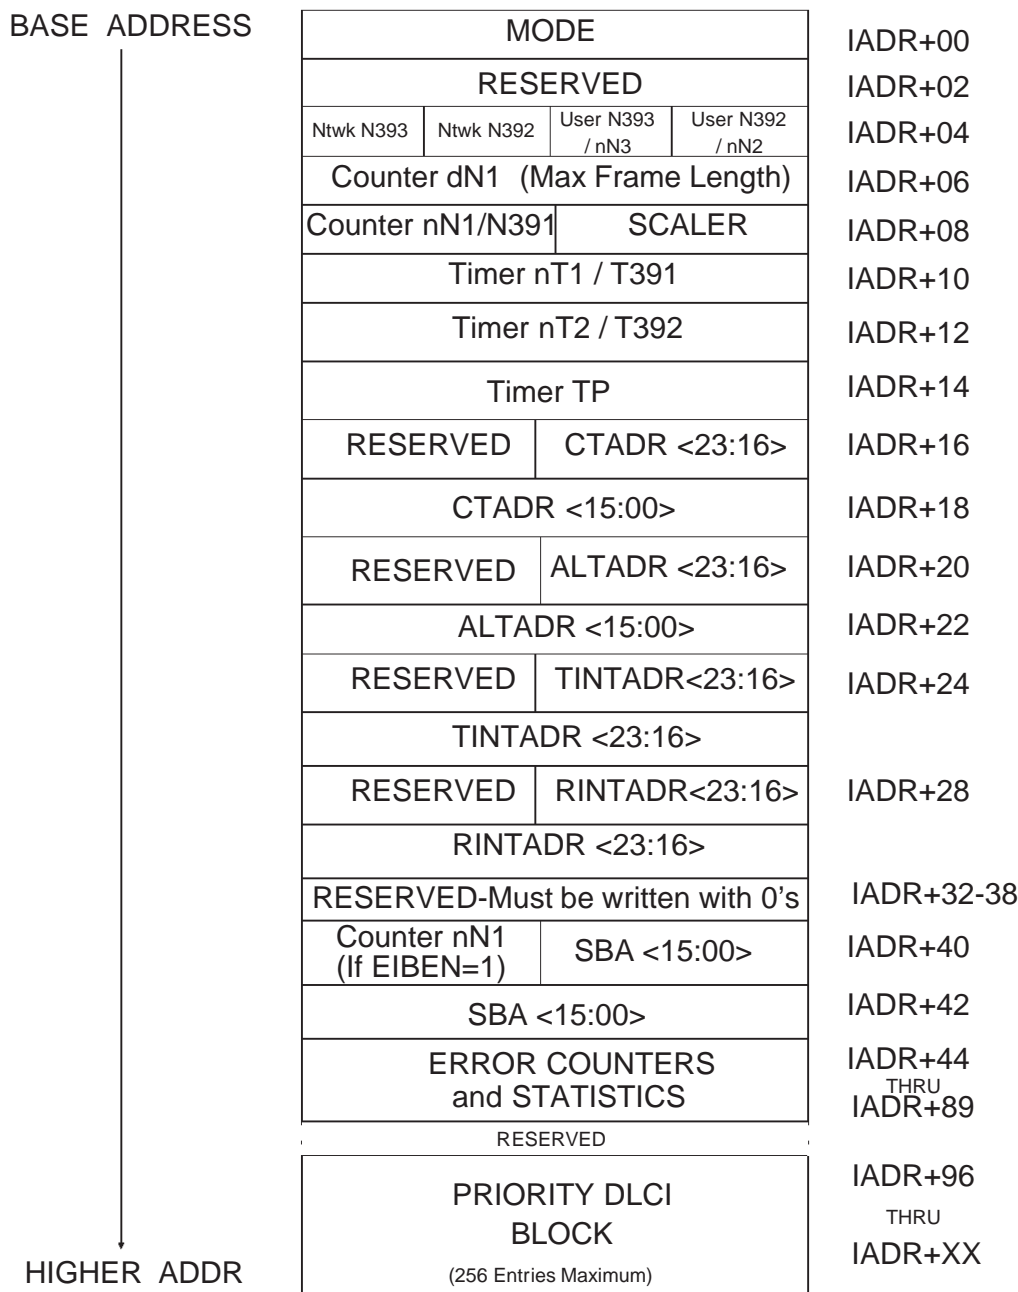 BASE ADDRESS
MODE
IADR+00
RESERVED
IADR+02
Ntwk N393
Ntwk N392
User N393
/ nN3
User N392
/ nN2
IADR+04
Counter dN1 (Max Frame Length)
IADR+06
Counter nN1/N391
SCALER
IADR+08
Timer nT1 / T391
IADR+10
Timer nT2 / T392
IADR+12
Timer TP
IADR+14
RESERVED
CTADR <23:16>
IADR+16
CTADR <15:00>
IADR+18
RESERVED
ALTADR <23:16>
IADR+20
ALTADR <15:00>
IADR+22
RESERVED
TINTADR<23:16>
IADR+24
TINTADR <23:16>
RESERVED
RINTADR<23:16>
IADR+28
RINTADR <23:16>
RESERVED-Must be written with 0's
IADR+32-38
Counter nN1
(If EIBEN=1)
SBA <15:00>
IADR+40
SBA <15:00>
IADR+42
ERROR COUNTERS
and STATISTICS
IADR+44
THRU
IADR+89
RESERVED
PRIORITY DLCI
BLOCK
(256 Entries Maximum)
IADR+96
THRU
IADR+XX
HIGHER ADDR